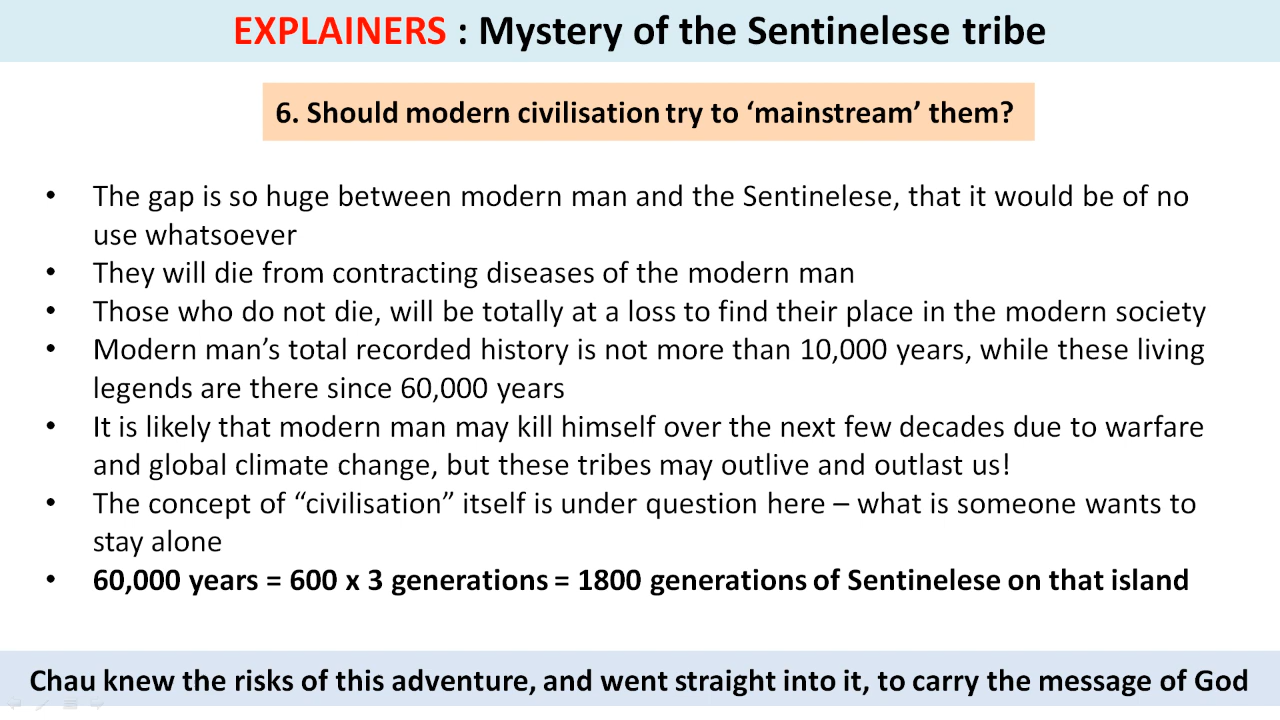 EXPLAINERS : Mystery of the Sentinelese tribe
6. Should modern civilisation try to ‘mainstream’ them?
• The gap is so huge between modern man and the Sentinelese, that it would be of no
use whatsoever
• They will die from contracting diseases of the modern man
• Those who do not die, will be totally at a loss to find their place in the modern society
• Modern man’s total recorded history is not more than 10,000 years, while these living
legends are there since 60,000 years
• It is likely that modern man may kill himself over the next few decades due to warfare
and global climate change, but these tribes may outlive and outlast us!
• The concept of “civilisation” itself is under question here – what is someone wants to
stay alone
• 60,000 years = 600 x 3 generations = 1800 generations of Sentinelese on that island
Chau knew the risks of this adventure, and went straight into it, to carry the message of God